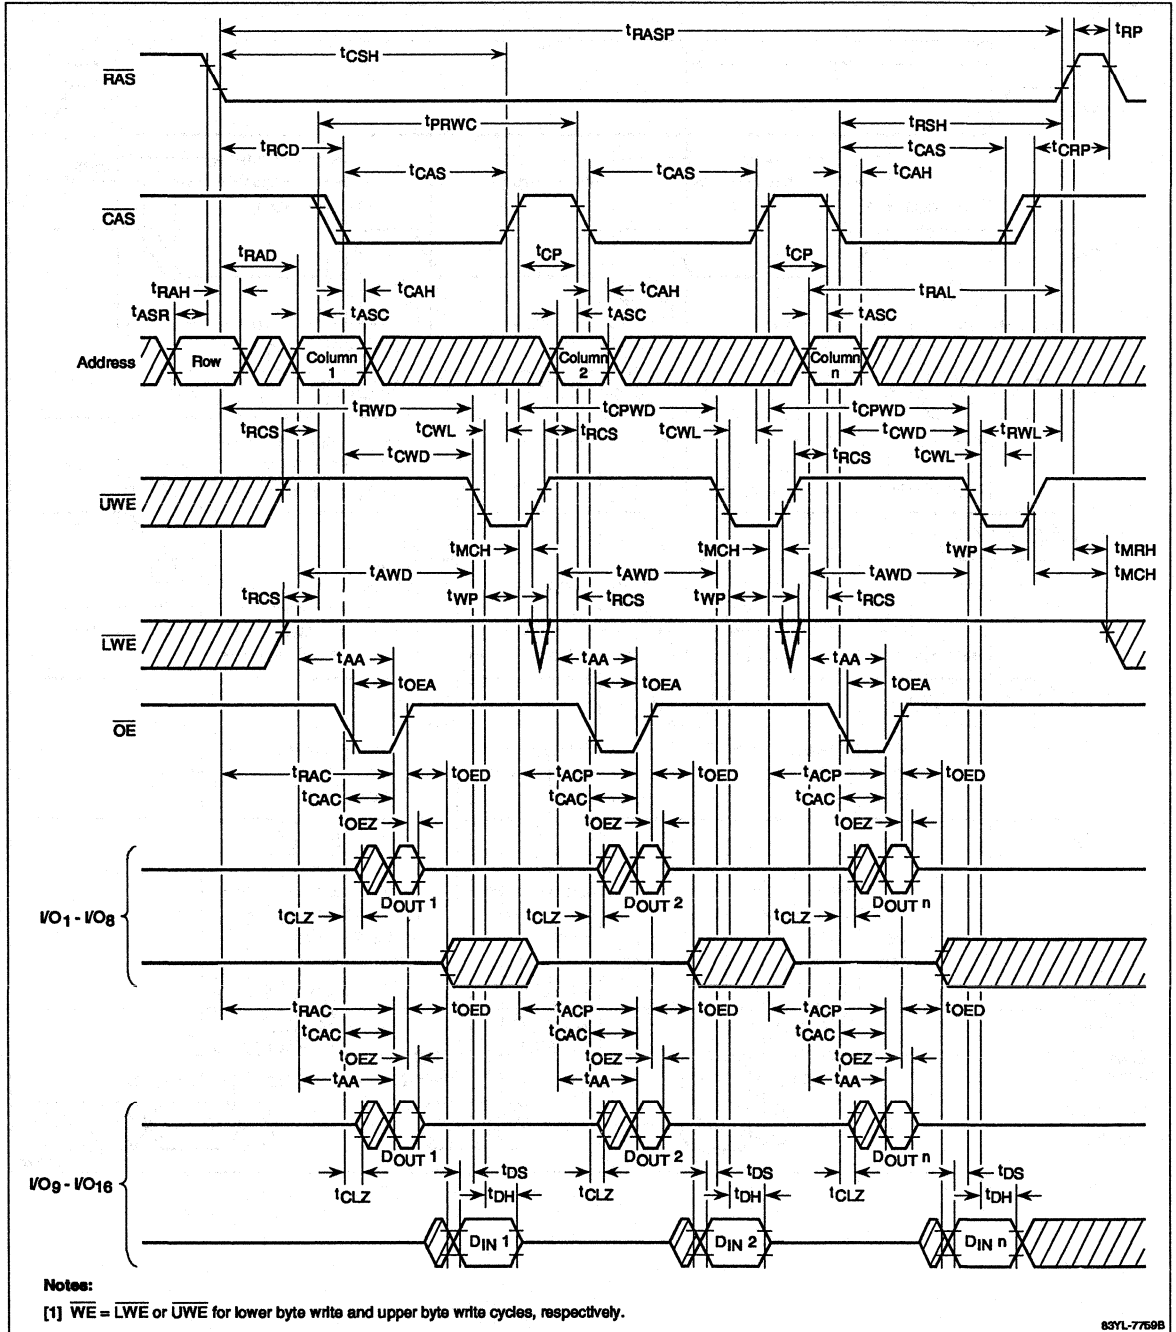 tRASP
tRP
tCSH
RAS
tPRWC
tRSH
tRCD
tCAS
tCRP
tCAS
tCAS
tCAH
CAS
tRAD
tCP
tCP
tRAH
tCAH
tCAH
tRAL
tASR
tASC
tASC
tASC
Address
Row
Column 1
Column 2
Column n
tRWD
tCPWD
tCPWD
tRCS
tCWL
tRCS
tCWL
tCWD
tRWL
tCWD
tRCS
tCWL
UWE
tMCH
tMCH
tWP
tMRH
tAWD
tAWD
tAWD
tMCH
tRCS
tWP
tRCS
tWP
tRCS
LWE
tAA
tAA
tAA
tOEA
tOEA
tOEA
OE
tRAC
tOED
tACP
tOED
tACP
tOED
tCAC
tCAC
tCAC
tOEZ
tOEZ
tOEZ
DOUT 1
DOUT 2
DOUT n
I/O1 - I/O8
tCLZ
tCLZ
tCLZ
tRAC
tOED
tACP
tOED
tACP
tOED
tCAC
tCAC
tCAC
tOEZ
tOEZ
tOEZ
tAA
tAA
tAA
DOUT 1
DOUT 2
DOUT n
I/O9 - I/O16
tDS
tDS
tDS
tCLZ
tDH
tCLZ
tDH
tCLZ
tDH
DIN 1
DIN 2
DIN n
Notes:
[1] WE = LWE or UWE for lower byte write and upper byte write cycles, respectively.
83YL-7759B